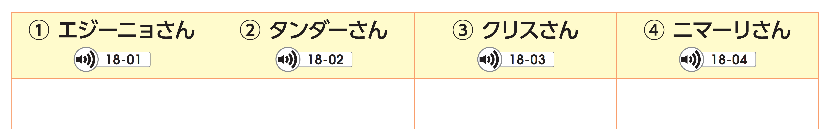 ① エジーニョさん ② タンダーさん ③ クリスさん ④ ニマーリさん
18-01 18-02 18-03 18-04